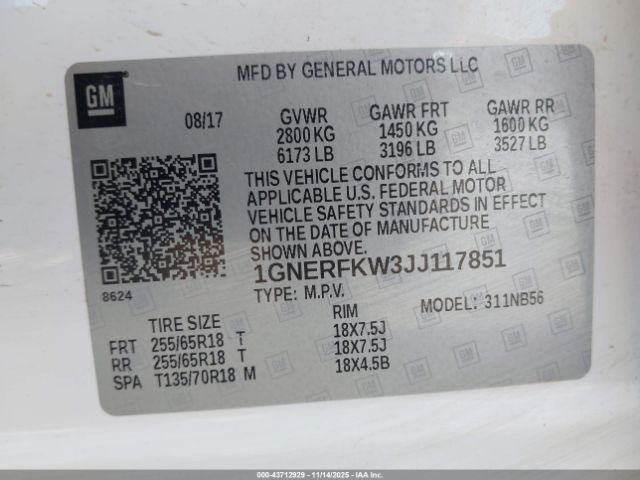 GM
MFD BY GENERAL MOTORS LLC
08/17 GVWR GAWR FRT GAWR RR
2800 KG 1450 KG 1600 KG
6173 LB 3196 LB 3527 LB
THIS VEHICLE CONFORMS TO ALL
APPLICABLE U.S. FEDERAL MOTOR
VEHICLE SAFETY STANDARDS IN EFFECT
ON THE DATE OF MANUFACTURE
SHOWN ABOVE.
1GNERFKW3JJ117851
8624
TYPE: M.P.V. MODEL: 311NB56
TIRE SIZE RIM
FRT 255/65R18 T 18X7.5J
RR 255/65R18 T 18X7.5J
SPA T135/70R18 M 18X4.5B
000-43712929 - 11/14/2025 - IAAI.CA